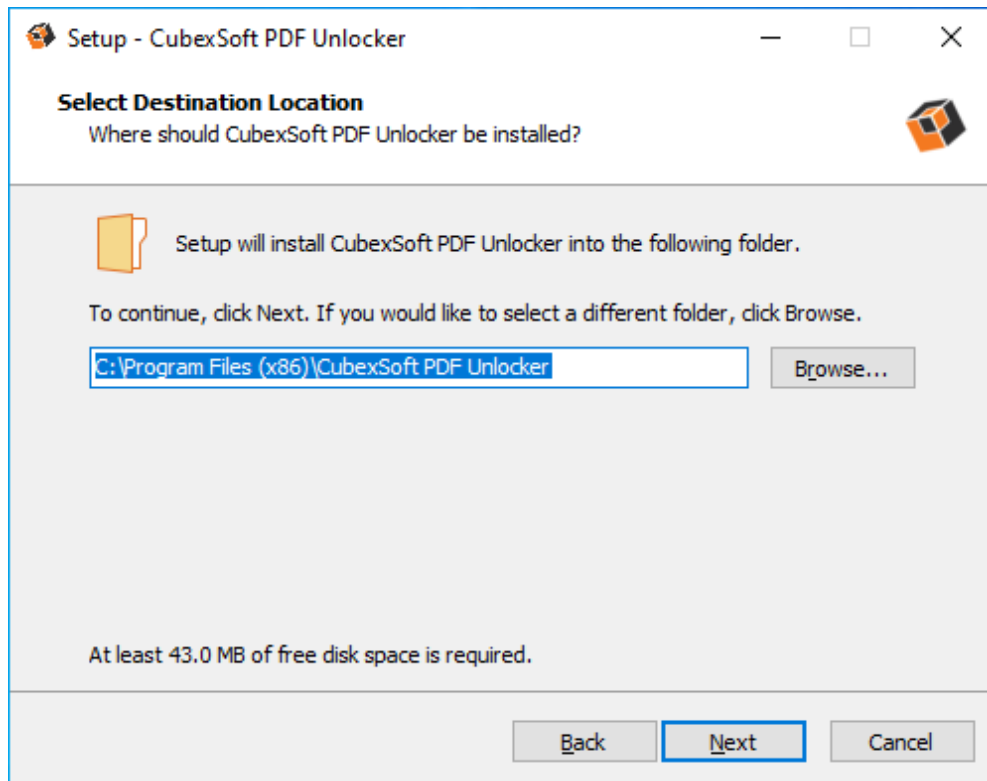 Setup - CubexSoft PDF Unlocker
Select Destination Location
Where should CubexSoft PDF Unlocker be installed?
Setup will install CubexSoft PDF Unlocker into the following folder.
To continue, click Next. If you would like to select a different folder, click Browse.
C:\Program Files (x86)\CubexSoft PDF Unlocker
Browse...
At least 43.0 MB of free disk space is required.
Back
Next
Cancel